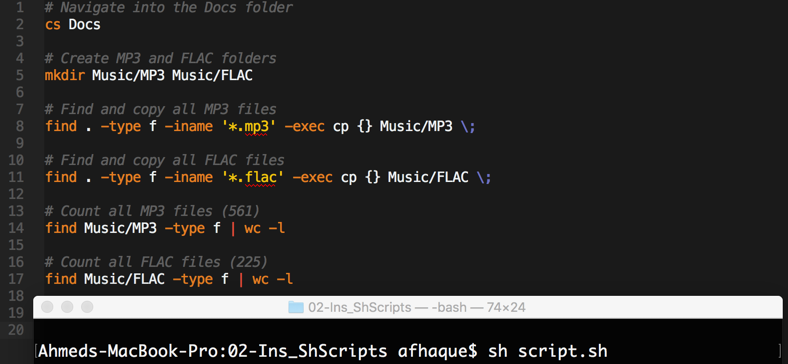 1 # Navigate into the Docs folder
2 cs Docs
3
4 # Create MP3 and FLAC folders
5 mkdir Music/MP3 Music/FLAC
6
7 # Find and copy all MP3 files
8 find . -type f -iname '*.mp3' -exec cp {} Music/MP3 \;
9
10 # Find and copy all FLAC files
11 find . -type f -iname '*.flac' -exec cp {} Music/FLAC \;
12
13 # Count all MP3 files (561)
14 find Music/MP3 -type f | wc -l
15
16 # Count all FLAC files (225)
17 find Music/FLAC -type f | wc -l
18
02-Ins_ShScripts — -bash — 74×24
19
20
[Ahmeds-MacBook-Pro:02-Ins_ShScripts afhaque$ sh script.sh ]